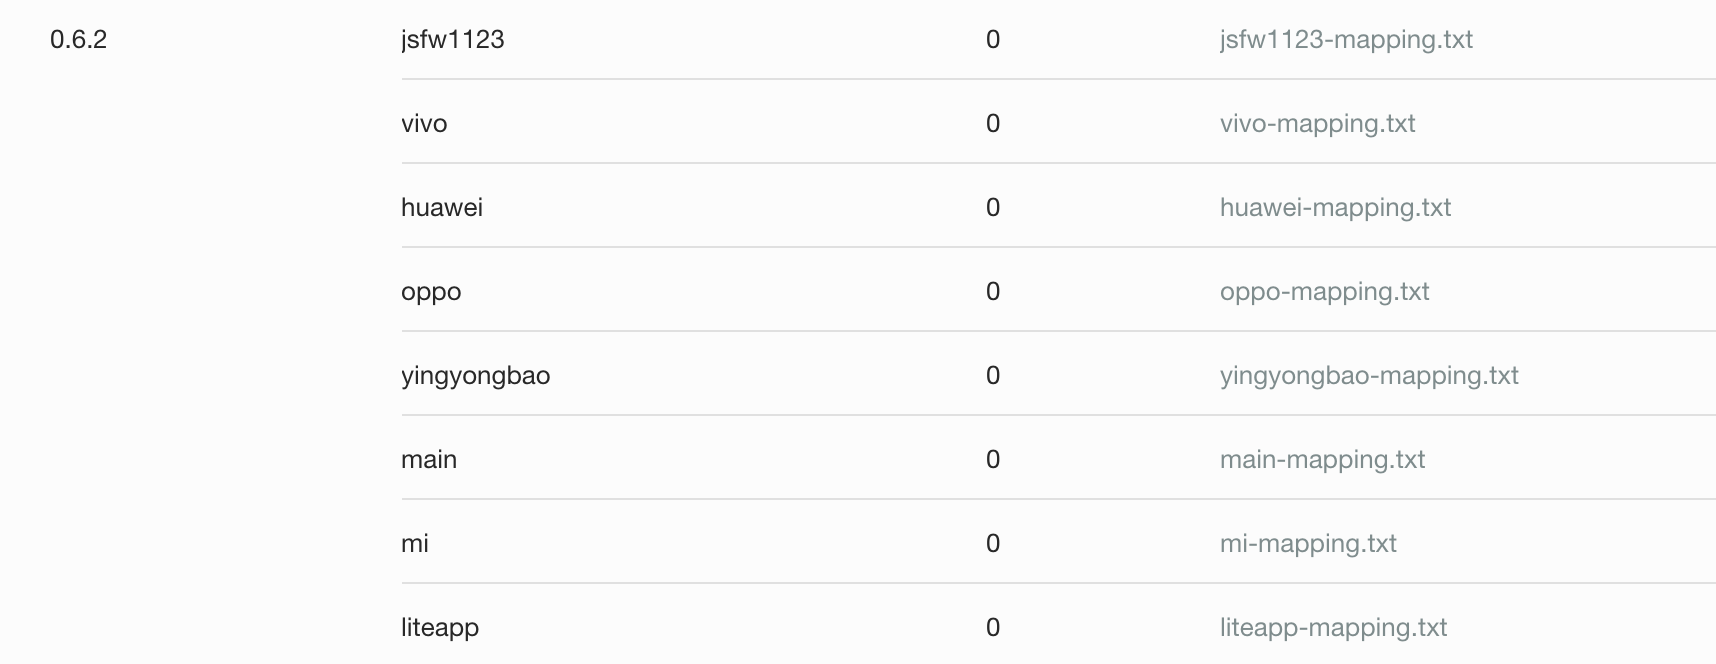 0.6.2 jsfw1123 0 jsfw1123-mapping.txt
vivo 0 vivo-mapping.txt
huawei 0 huawei-mapping.txt
oppo 0 oppo-mapping.txt
yingyongbao 0 yingyongbao-mapping.txt
main 0 main-mapping.txt
mi 0 mi-mapping.txt
liteapp 0 liteapp-mapping.txt